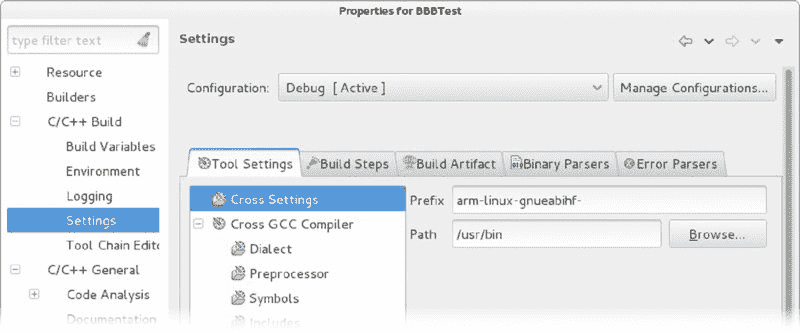 Properties for BBBTest
type filter text
Settings
Resource
Builders
C/C++ Build
Build Variables
Environment
Logging
Settings
Tool Chain Edito
C/C++ General
Code Analysis
Documentation
Configuration:
Debug [ Active ]
Manage Configurations...
Tool Settings
Build Steps
Build Artifact
Binary Parsers
Error Parsers
Cross Settings
Cross GCC Compiler
Dialect
Preprocessor
Symbols
Includes
Prefix
arm-linux-gnueabihf-
Path
/usr/bin
Browse...